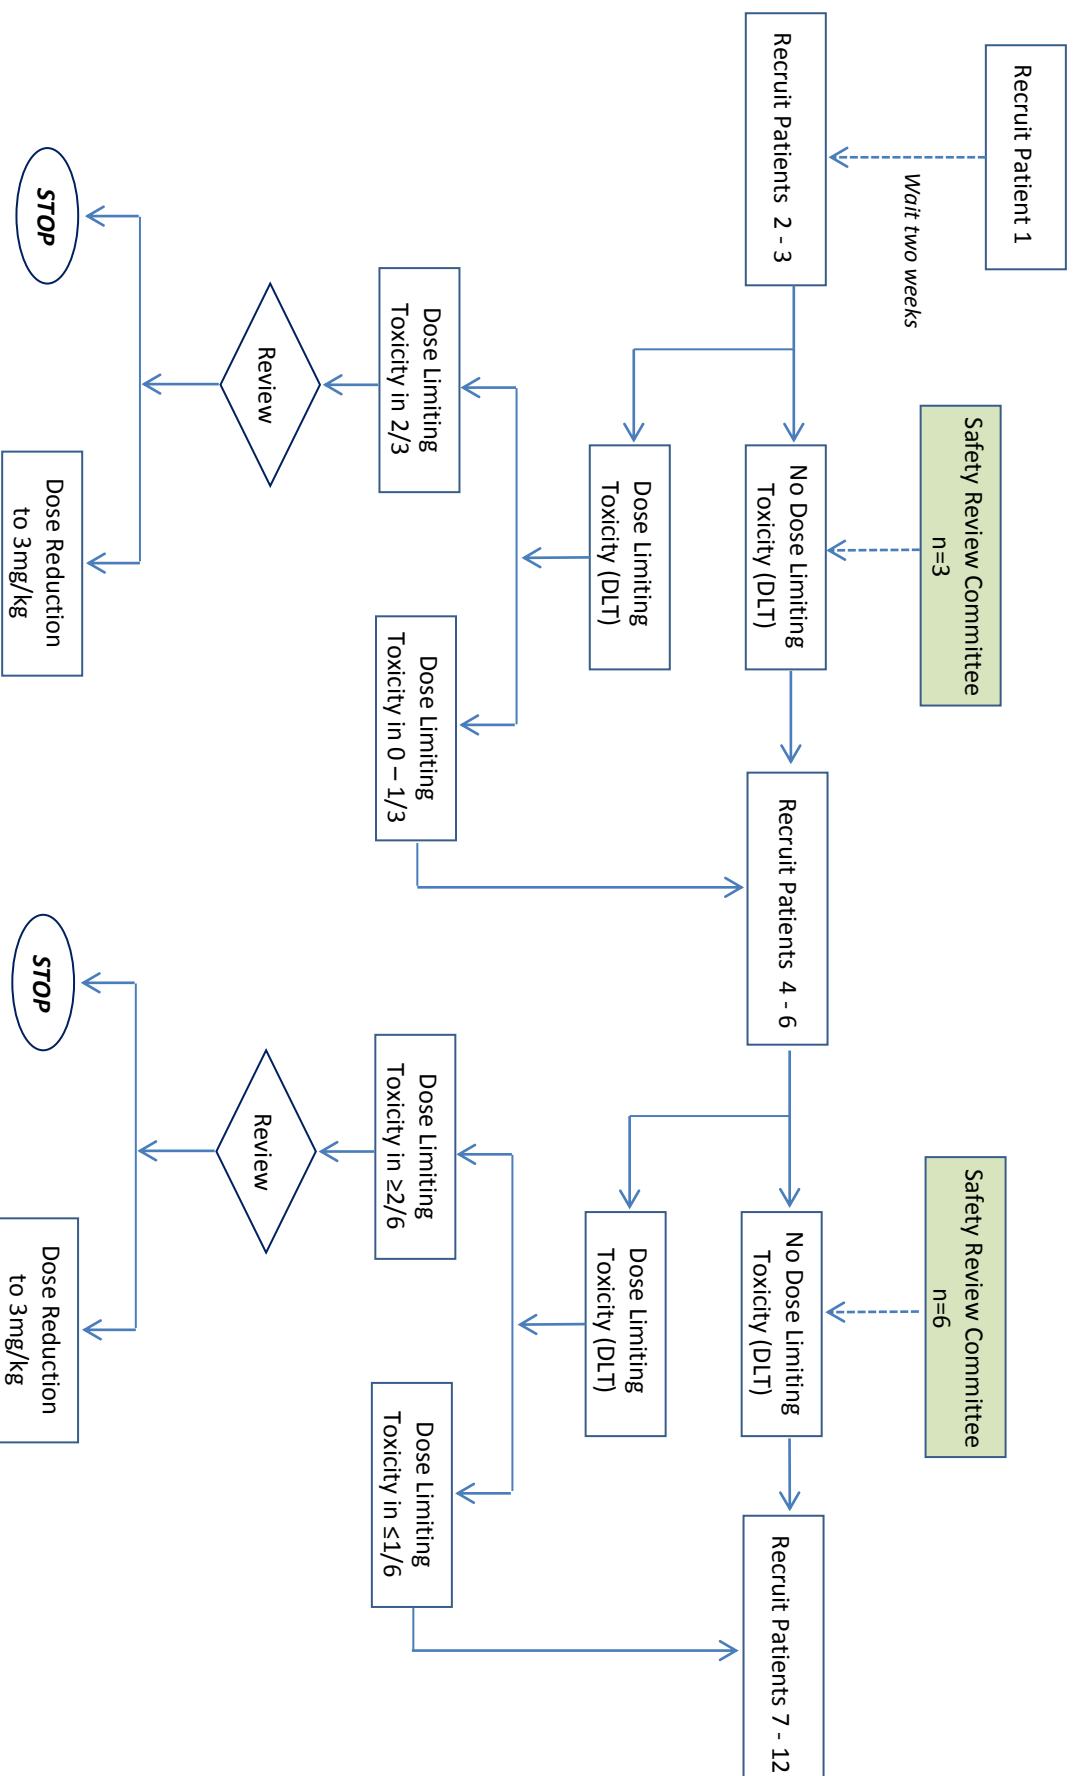 Recruit Patient 1
Wait two weeks
Recruit Patients  2 - 3
Safety Review Committee
n=3
No Dose Limiting
Toxicity (DLT)
Dose Limiting
Toxicity (DLT)
Dose Limiting
Toxicity in 2/3
Review
STOP
Dose Reduction
to 3mg/kg
Dose Limiting
Toxicity in 0 – 1/3
Recruit Patients  4 - 6
Safety Review Committee
n=6
No Dose Limiting
Toxicity (DLT)
Dose Limiting
Toxicity (DLT)
Dose Limiting
Toxicity in ≥2/6
Review
STOP
Dose Reduction
to 3mg/kg
Dose Limiting
Toxicity in ≤1/6
Recruit Patients 7 - 12